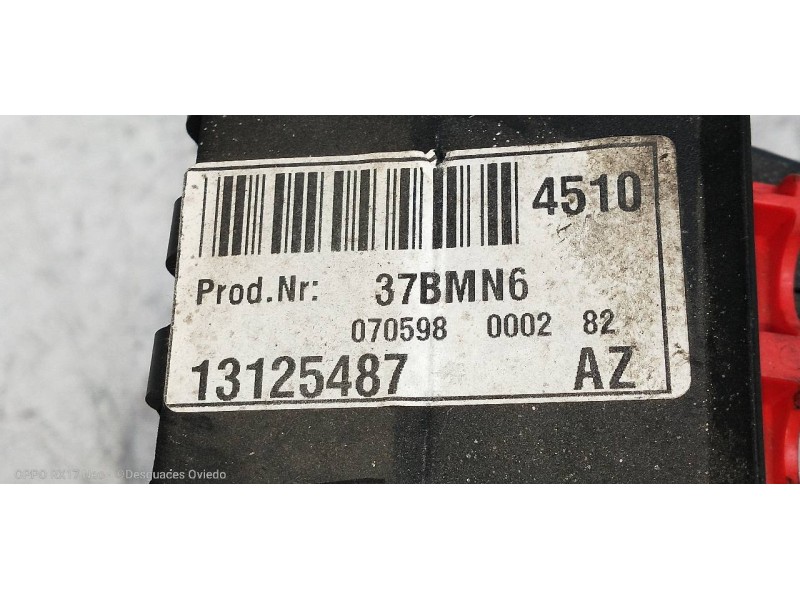 4510
Prod.Nr: 37BMN6
070598 0002 82
13125487 AZ
Desguaces Oviedo